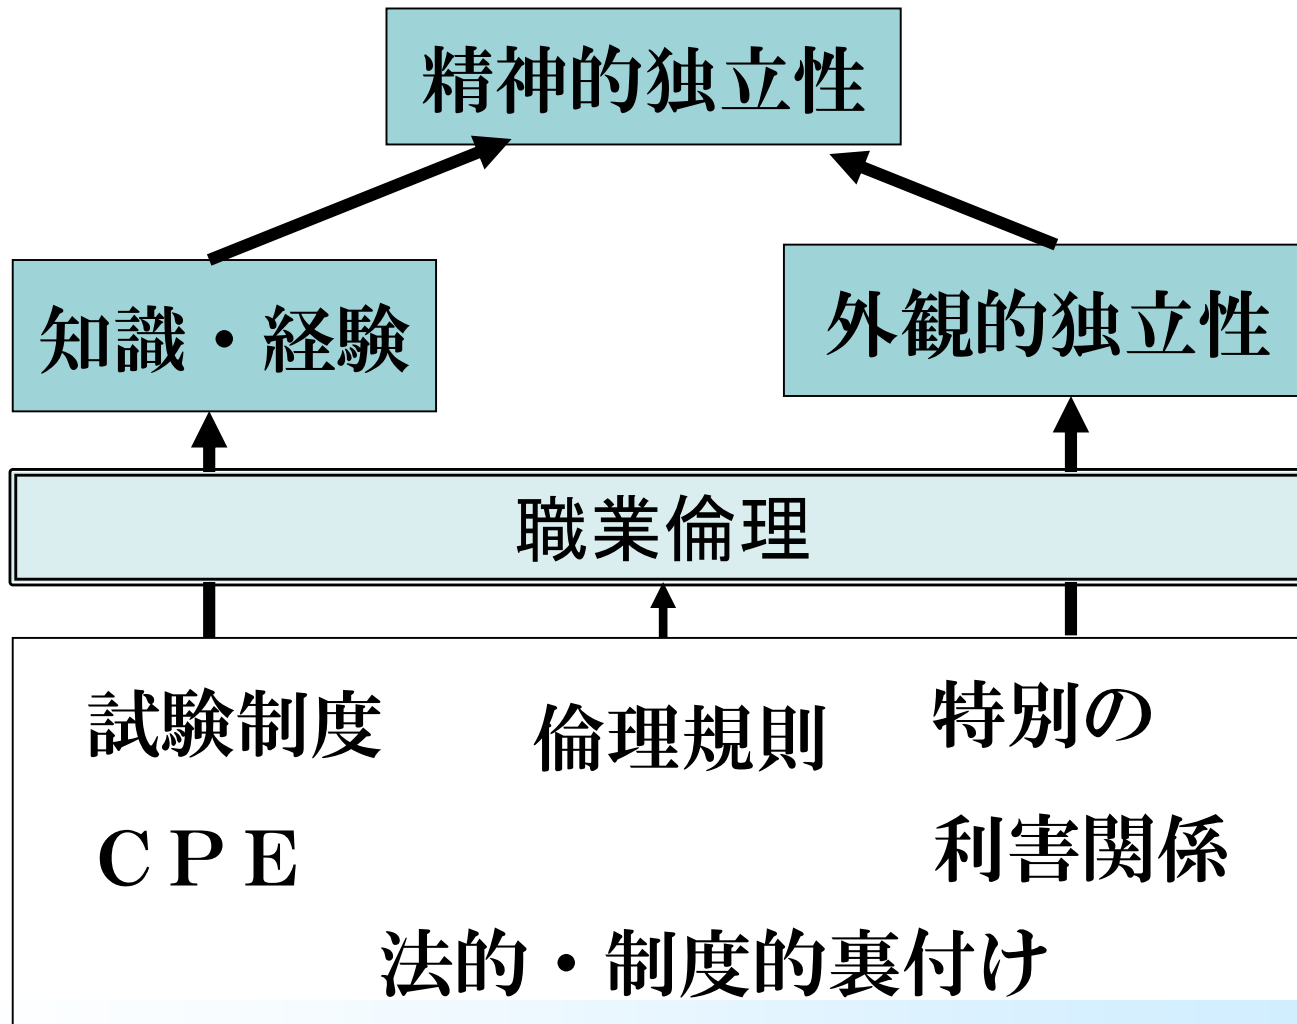 精神的独立性
知識・経験
外観的独立性
職業倫理
試験制度
倫理規則
特別の
ＣＰＥ
利害関係
法的・制度的裏付け